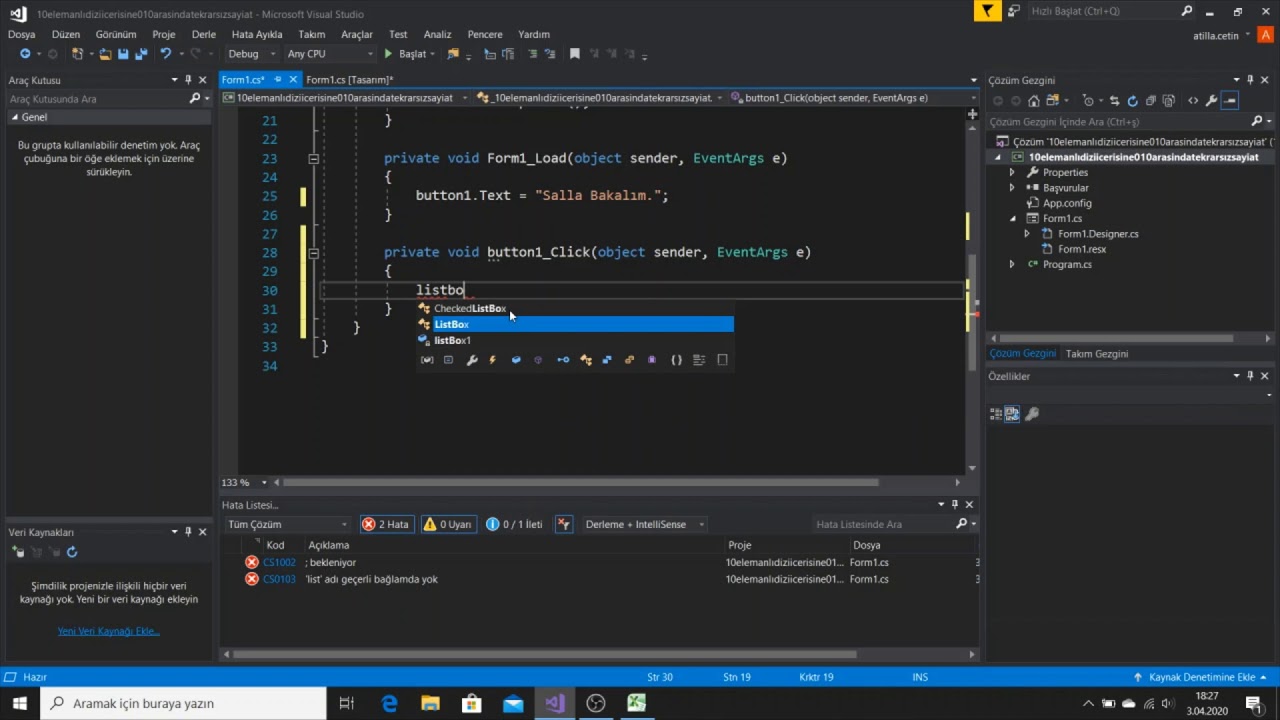 10elemanlıdiziicerisine010arasindatekrarsızsayiat - Microsoft Visual Studio
Hızlı Başlat (Ctrl+Q)
Dosya Düzen Görünüm Proje Derle Hata Ayıkla Takım Araçlar Test Analiz Pencere Yardım
atilla.cetin A
Debug Any CPU Başlat
Araç Kutusu
Araç Kutusunda Ara
Genel
Bu grupta kullanılabilir denetim yok. Araç
çubuğuna bir öğe eklemek için üzerine
sürükleyin.
Form1.cs* Form1.cs [Tasarım]*
10elemanlıdiziicerisine010arasindatekrarsızsayiat _10elemanlıdiziicerisine010arasindatekrarsızsayiat. button1_Click(object sender, EventArgs e)
21 }
22
23 private void Form1_Load(object sender, EventArgs e)
24 {
25 button1.Text = "Salla Bakalım.";
26 }
27
28 private void button1_Click(object sender, EventArgs e)
29 {
30 listbo
31 }
32 }
33 }
34
CheckedListBox
ListBox
listBox1
133 %
Çözüm Gezgini
Çözüm Gezgini İçinde Ara (Ctrl+ş)
Çözüm '10elemanlıdiziicerisine010arasindatekrarsızsayiat' (1
10elemanlıdiziicerisine010arasindatekrarsızsayiat
Properties
Başvurular
App.config
Form1.cs
Form1.Designer.cs
Form1.resx
Program.cs
Çözüm Gezgini Takım Gezgini
Özellikler
Veri Kaynakları
Şimdilik projenizle ilişkili hiçbir veri
kaynağı yok. Yeni bir veri kaynağı ekleyin
Yeni Veri Kaynağı Ekle...
Hata Listesi...
Tüm Çözüm 2 Hata 0 Uyarı 0 / 1 İleti Derleme + IntelliSense Hata Listesinde Ara
Kod Açıklama Proje Dosya
CS1002 ; bekleniyor 10elemanlıdiziicerisine01... Form1.cs 3
CS0103 'list' adı geçerli bağlamda yok 10elemanlıdiziicerisine01... Form1.cs 3
Hazır Str 30 Stn 19 Krktr 19 INS Kaynak Denetimine Ekle
Aramak için buraya yazın
18:27
3.04.2020
1